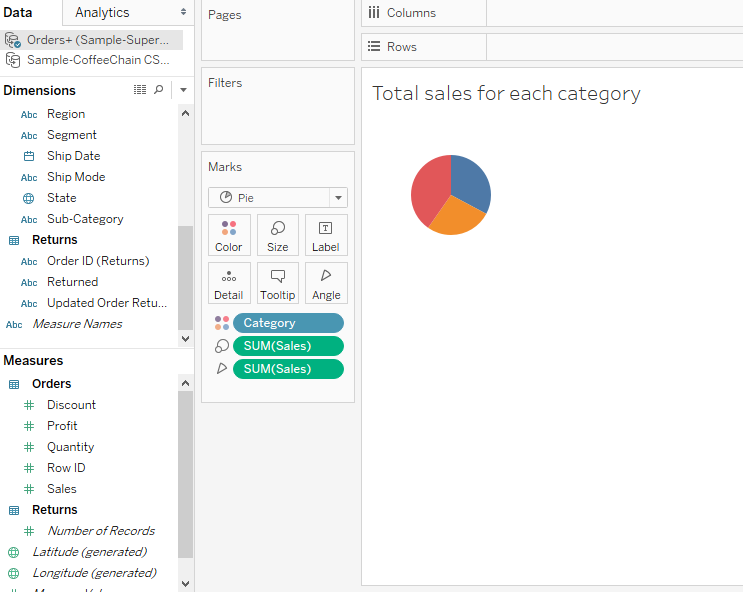 Data
Analytics
Orders+ (Sample-Super...
Sample-CoffeeChain CS...
Dimensions
Abc Region
Abc Segment
Ship Date
Abc Ship Mode
State
Abc Sub-Category
Returns
Abc Order ID (Returns)
Abc Returned
Abc Updated Order Retu...
Abc Measure Names
Measures
Orders
# Discount
# Profit
# Quantity
# Row ID
# Sales
Returns
# Number of Records
Latitude (generated)
Longitude (generated)
Pages
Filters
Marks
Pie
Color Size Label
Detail Tooltip Angle
Category
SUM(Sales)
SUM(Sales)
Columns
Rows
Total sales for each category